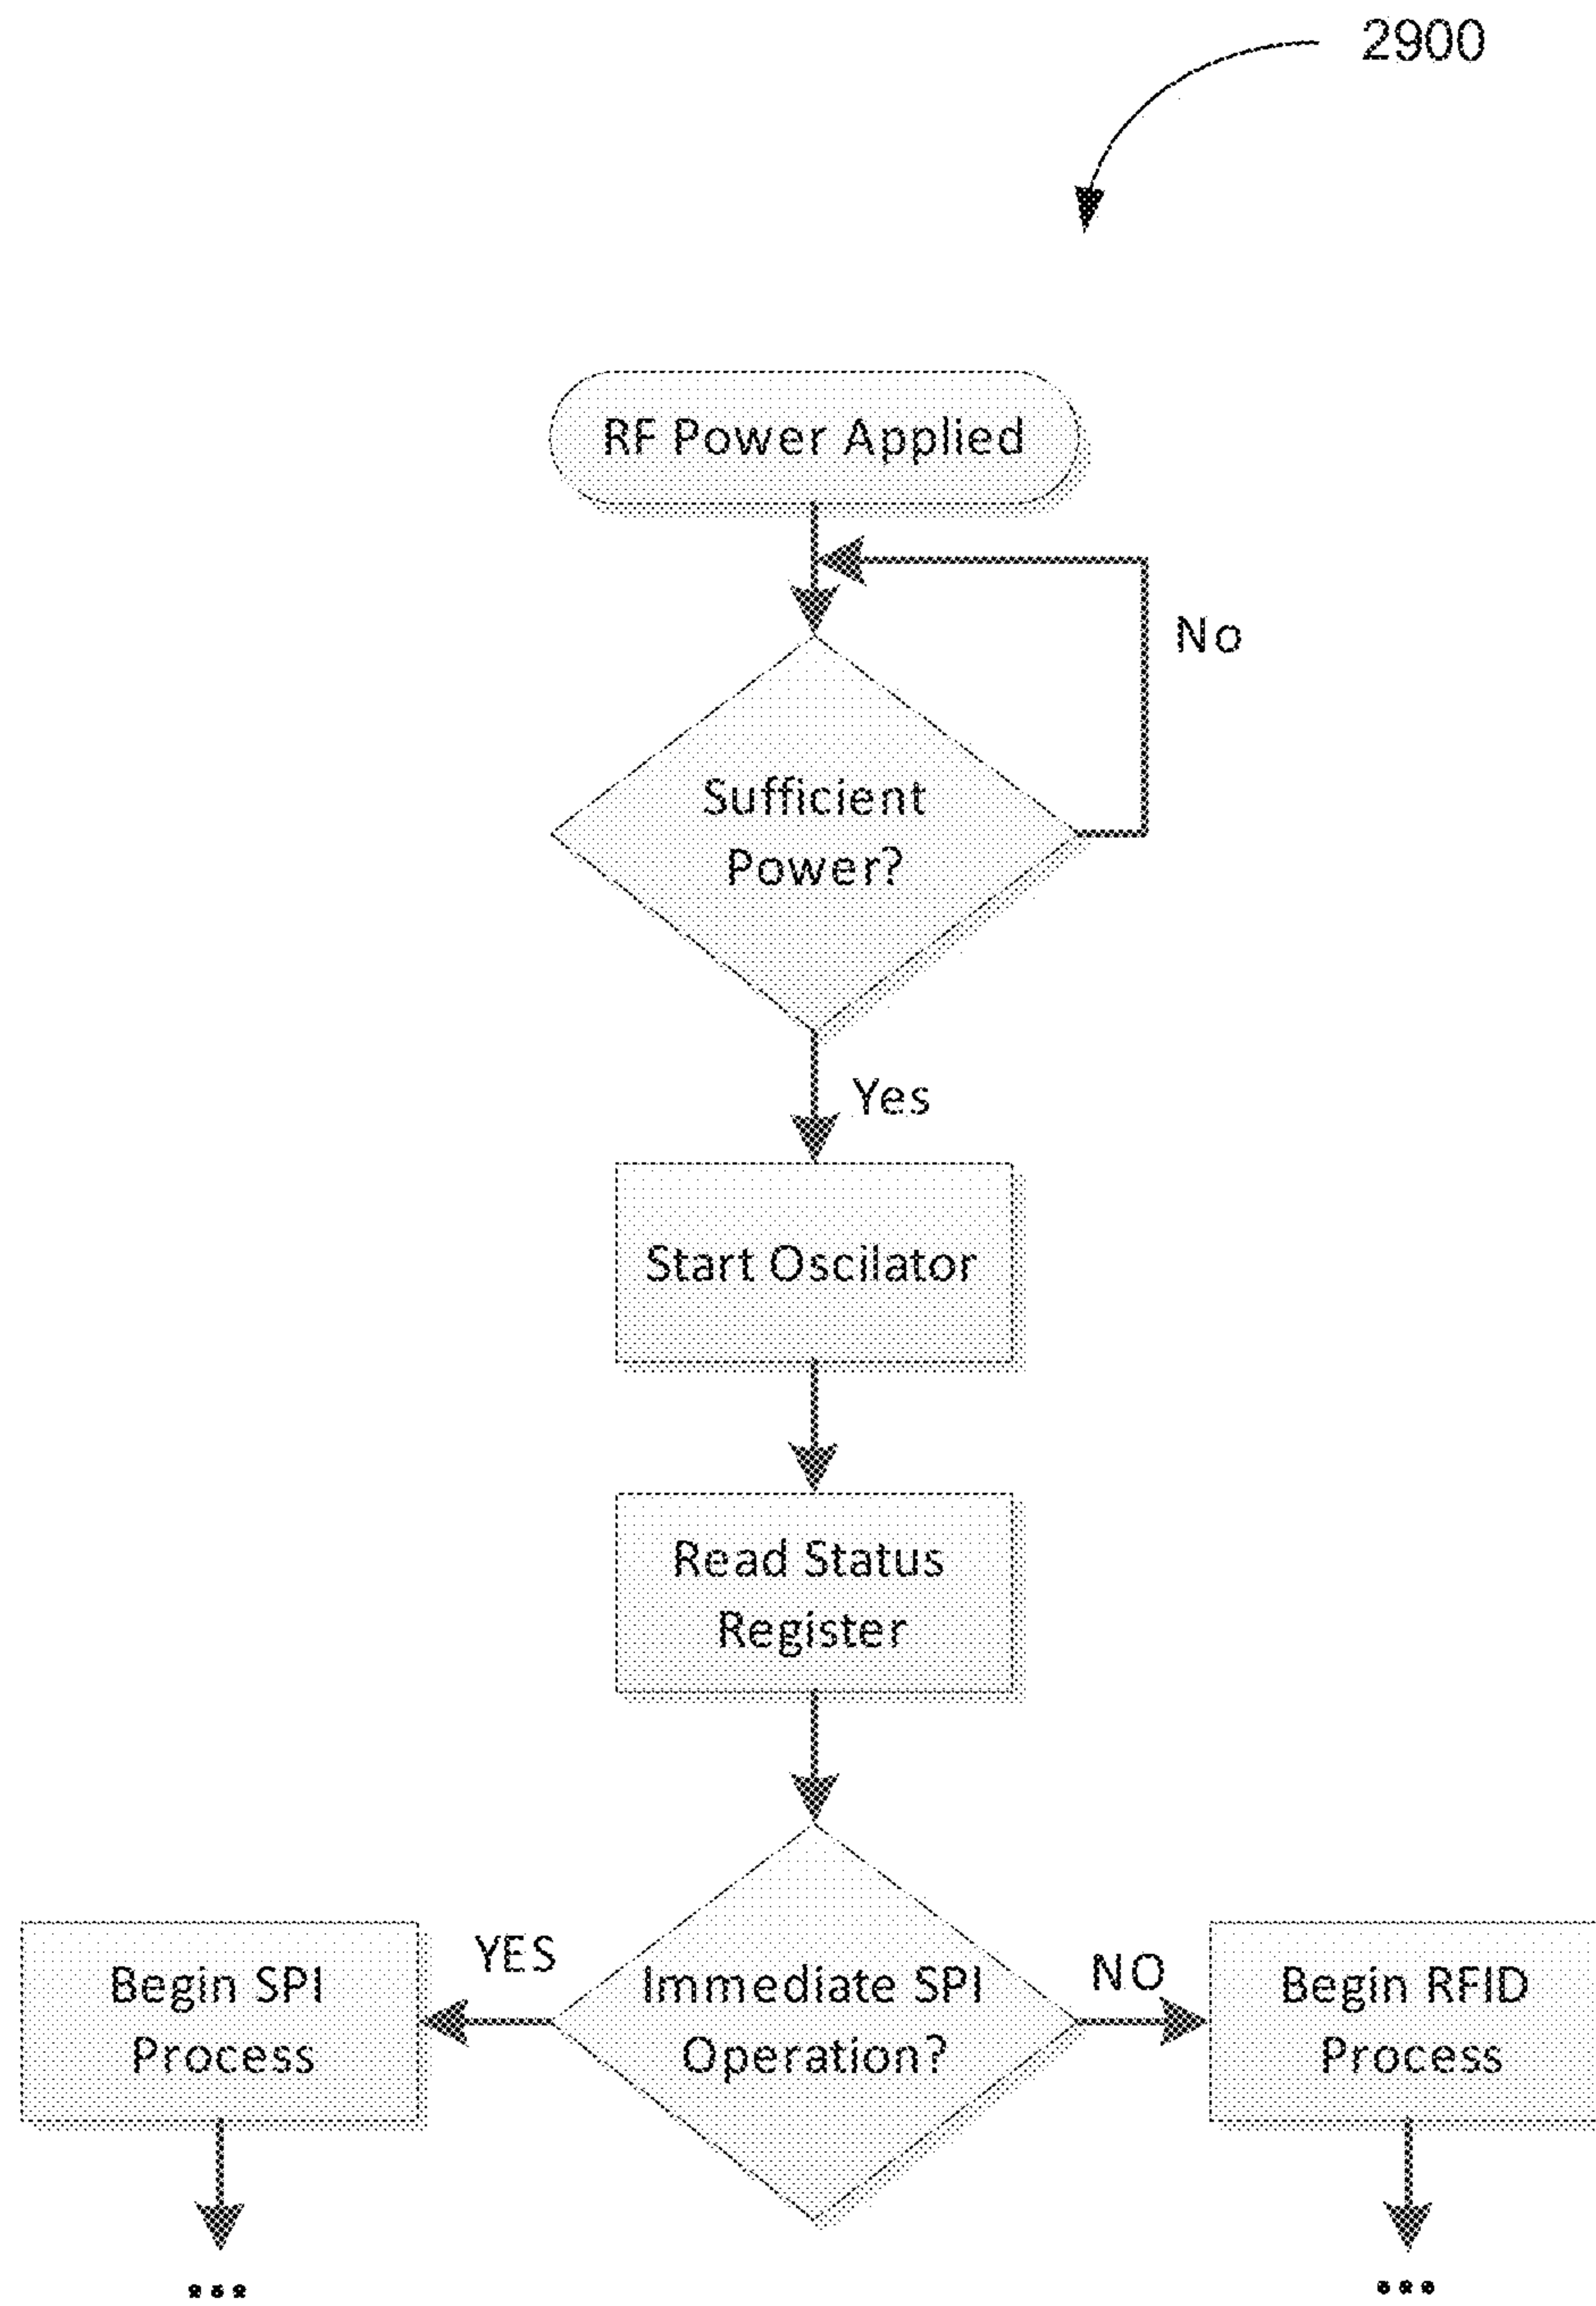 2900
RF Power Applied
No
Sufficient
Power?
Yes
Start Oscilator
Read Status
Register
YES
Immediate SPI
Operation?
NO
Begin SPI
Process
Begin RFID
Process
...
...